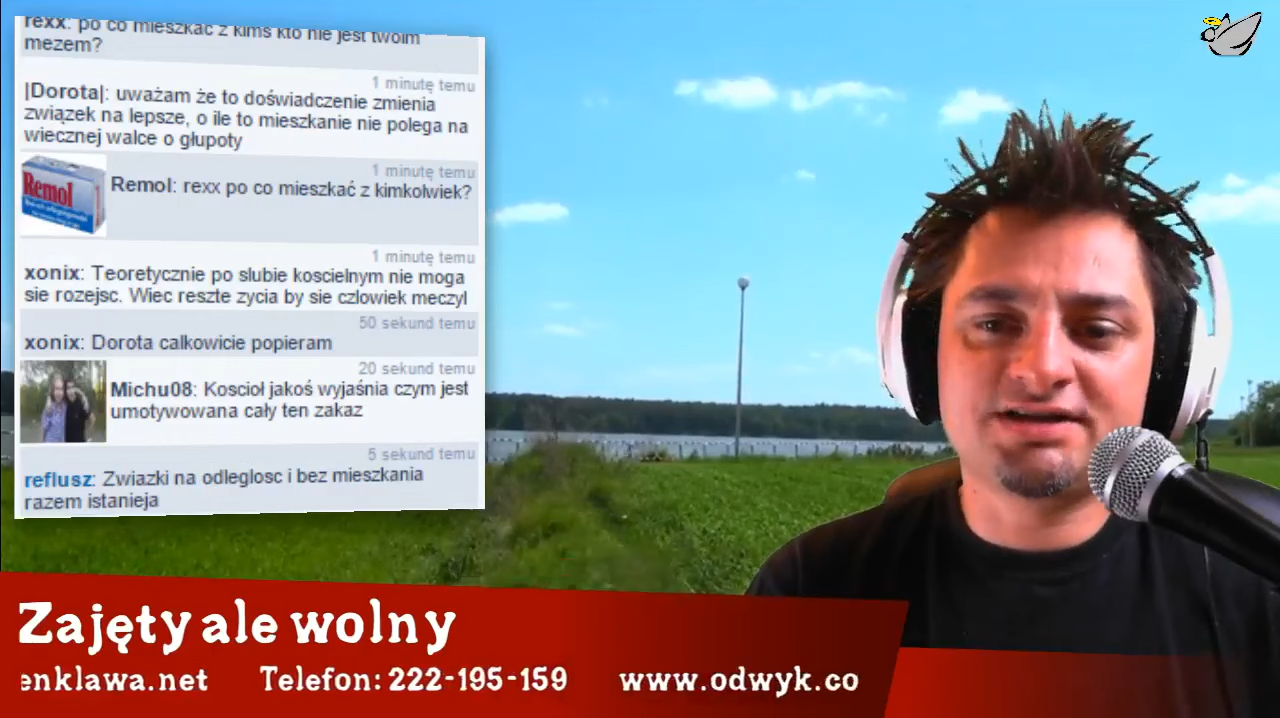 rexx: po co mieszkać z kims kto nie jest twoim
mezem?
1 minutę temu
|Dorota|: uważam że to doświadczenie zmienia
związek na lepsze, o ile to mieszkanie nie polega na
wiecznej walce o głupoty
1 minutę temu
Remol
Remol: rexx po co mieszkać z kimkolwiek?
1 minutę temu
xonix: Teoretycznie po slubie koscielnym nie moga
sie rozejsc. Wiec reszte zycia by sie czlowiek meczyl
50 sekund temu
xonix: Dorota calkowicie popieram
20 sekund temu
Michu08: Kosciół jakoś wyjaśnia czym jest
umotywowana cały ten zakaz
5 sekund temu
reflusz: Zwiazki na odleglosc i bez mieszkania
razem istanieja
Zajęty ale wolny
enklawa.net Telefon: 222-195-159 www.odwyk.co